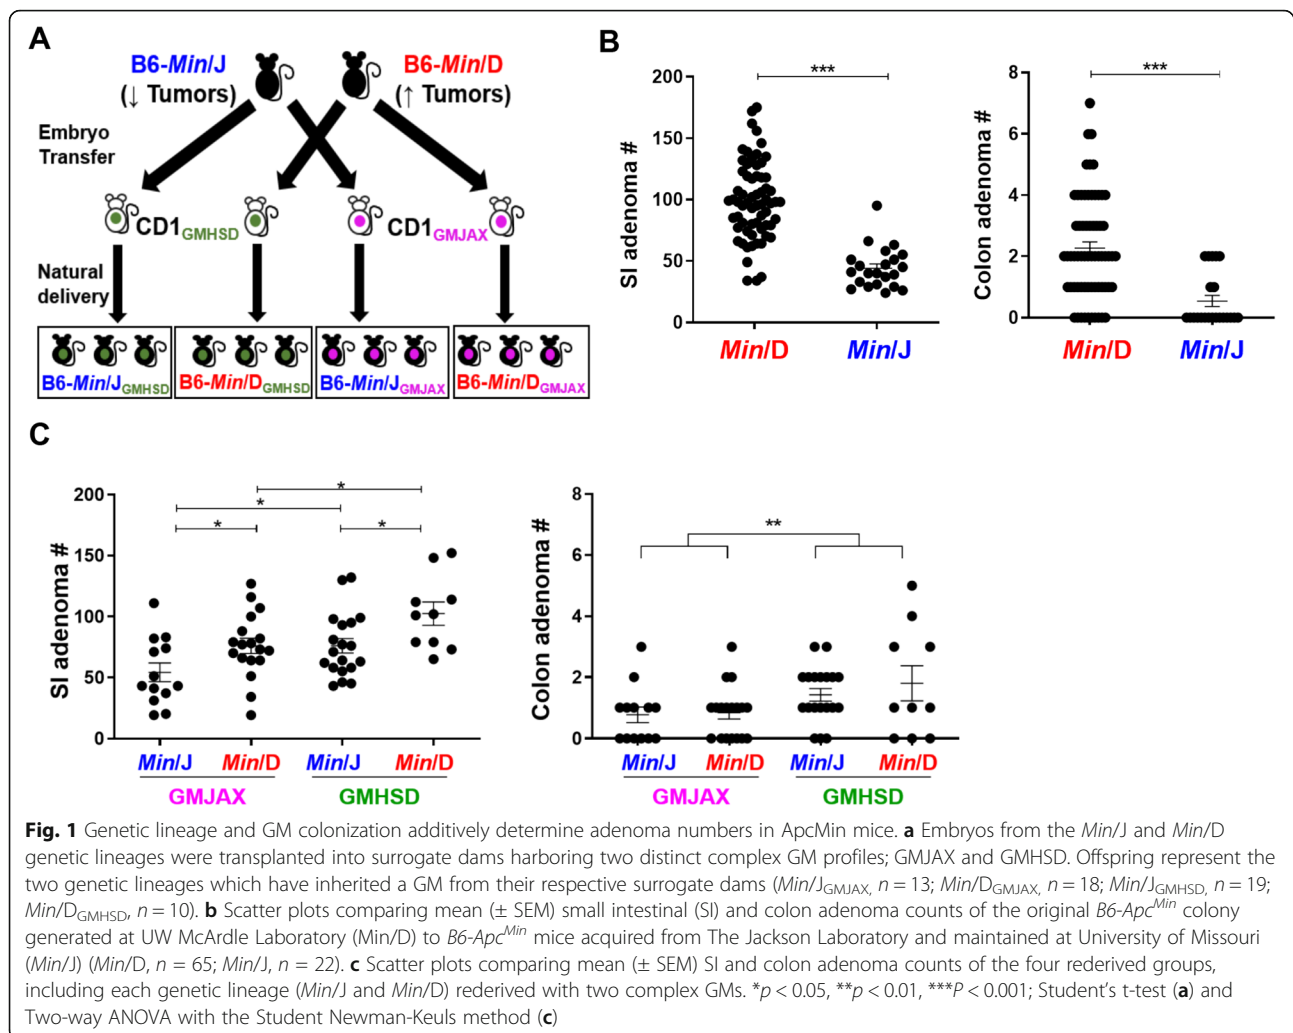 A
B6-Min/J
(↓ Tumors)
B6-Min/D
(↑ Tumors)
Embryo
Transfer
CD1GMHSD
CD1GMJAX
Natural
delivery
B6-Min/JGMHSD
B6-Min/DGMHSD
B6-Min/JGMJAX
B6-Min/DGMJAX
B
SI adenoma #
200
150
100
50
0
***
Min/D
Min/J
Colon adenoma #
8
6
4
2
0
***
Min/D
Min/J
C
SI adenoma #
200
150
100
50
0
*
*
*
*
Min/J
Min/D
Min/J
Min/D
GMJAX
GMHSD
Colon adenoma #
8
6
4
2
0
**
Min/J
Min/D
Min/J
Min/D
GMJAX
GMHSD
Fig. 1 Genetic lineage and GM colonization additively determine adenoma numbers in ApcMin mice. a Embryos from the Min/J and Min/D
genetic lineages were transplanted into surrogate dams harboring two distinct complex GM profiles; GMJAX and GMHSD. Offspring represent the
two genetic lineages which have inherited a GM from their respective surrogate dams (Min/JGMJAX, n = 13; Min/DGMJAX, n = 18; Min/JGMHSD, n = 19;
Min/DGMHSD, n = 10). b Scatter plots comparing mean (± SEM) small intestinal (SI) and colon adenoma counts of the original B6-ApcMin colony
generated at UW McArdle Laboratory (Min/D) to B6-ApcMin mice acquired from The Jackson Laboratory and maintained at University of Missouri
(Min/J) (Min/D, n = 65; Min/J, n = 22). c Scatter plots comparing mean (± SEM) SI and colon adenoma counts of the four rederived groups,
including each genetic lineage (Min/J and Min/D) rederived with two complex GMs. *p < 0.05, **p < 0.01, ***P < 0.001; Student's t-test (a) and
Two-way ANOVA with the Student Newman-Keuls method (c)